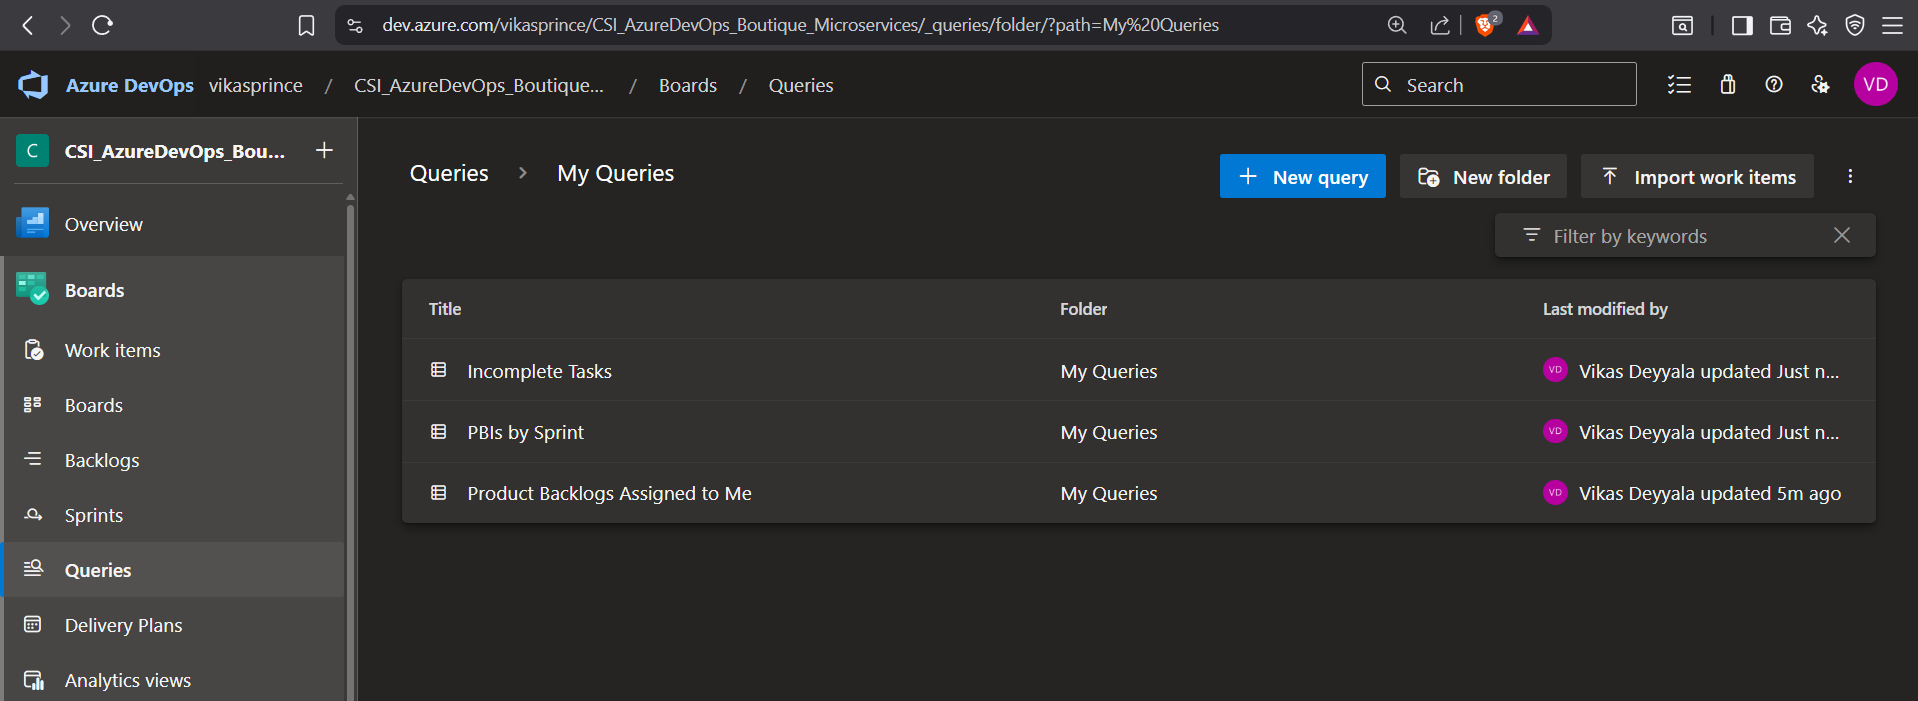 dev.azure.com/vikasprince/CSI_AzureDevOps_Boutique_Microservices/_queries/folder/?path=My%20Queries
2
Azure DevOps vikasprince / CSI_AzureDevOps_Boutique... / Boards / Queries
Search
VD
C CSI_AzureDevOps_Bou...
Queries > My Queries
New query
New folder
Import work items
Overview
Filter by keywords
Boards
Title Folder Last modified by
Work items
Incomplete Tasks My Queries VD Vikas Deyyala updated Just n...
Boards
PBIs by Sprint My Queries VD Vikas Deyyala updated Just n...
Backlogs
Product Backlogs Assigned to Me My Queries VD Vikas Deyyala updated 5m ago
Sprints
Queries
Delivery Plans
Analytics views